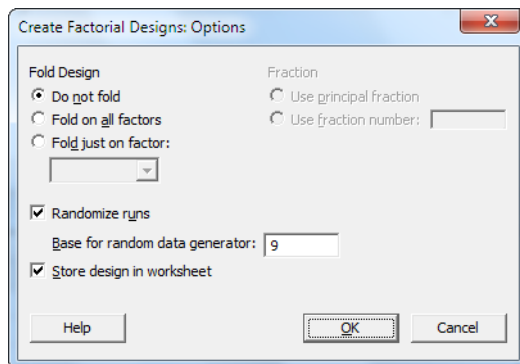 Create Factorial Designs: Options
Fold Design
Do not fold
Fold on all factors
Fold just on factor:
Fraction
Use principal fraction
Use fraction number:
Randomize runs
Base for random data generator: 9
Store design in worksheet
Help OK Cancel